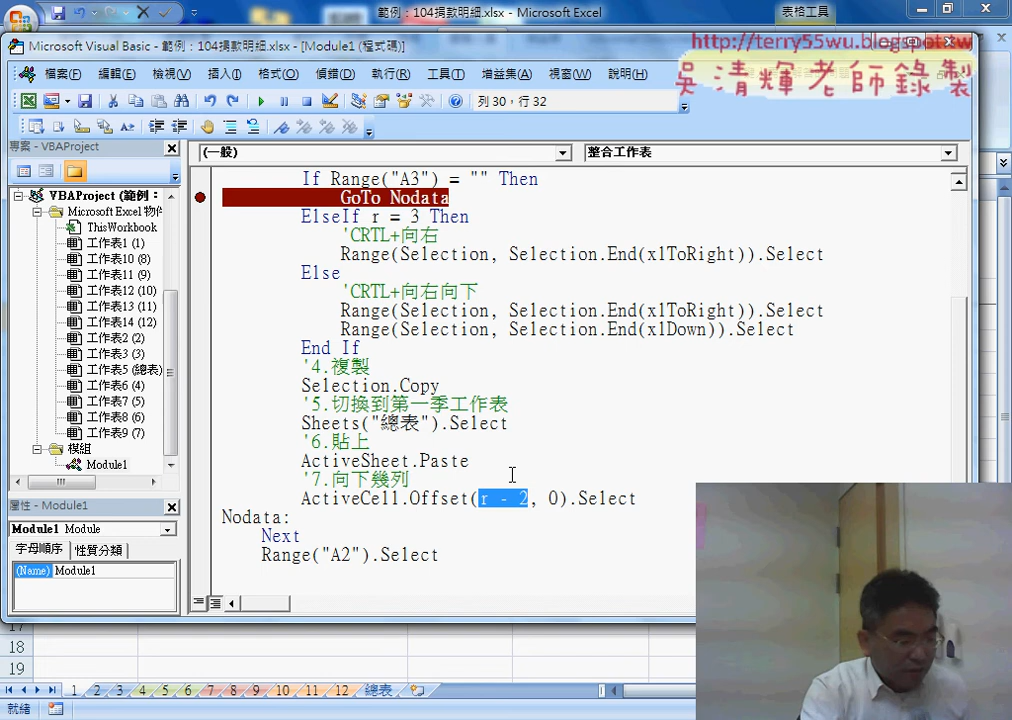 範例：104捐款明細.xlsx - Microsoft Excel
表格工具
Microsoft Visual Basic - 範例：104捐款明細.xlsx - [Module1 (程式碼)]
http://terry55wu.blogspot.tw
吳清輝老師錄製
檔案(F) 編輯(E) 檢視(V) 插入(I) 格式(O) 偵錯(D) 執行(R) 工具(T) 增益集(A) 視窗(W) 說明(H)
列 30，行 32
專案 - VBAProject
(一般) 整合工作表
VBAProject (範例：
Microsoft Excel 物件
ThisWorkbook
工作表1 (1)
工作表10 (8)
工作表11 (9)
工作表12 (10)
工作表13 (11)
工作表14 (12)
工作表2 (2)
工作表3 (3)
工作表5 (總表)
工作表6 (4)
工作表7 (5)
工作表8 (6)
工作表9 (7)
模組
Module1
屬性 - Module1
Module1 Module
字母順序 性質分類
(Name) Module1
If Range("A3") = "" Then
GoTo Nodata
ElseIf r = 3 Then
'CRTL+向右
Range(Selection, Selection.End(xlToRight)).Select
Else
'CRTL+向右向下
Range(Selection, Selection.End(xlToRight)).Select
Range(Selection, Selection.End(xlDown)).Select
End If
'4.複製
Selection.Copy
'5.切換到第一季工作表
Sheets("總表").Select
'6.貼上
ActiveSheet.Paste
'7.向下幾列
ActiveCell.Offset(r - 2, 0).Select
Nodata:
Next
Range("A2").Select
17
18
19
1 2 3 4 5 6 7 8 9 10 11 12 總表
就緒